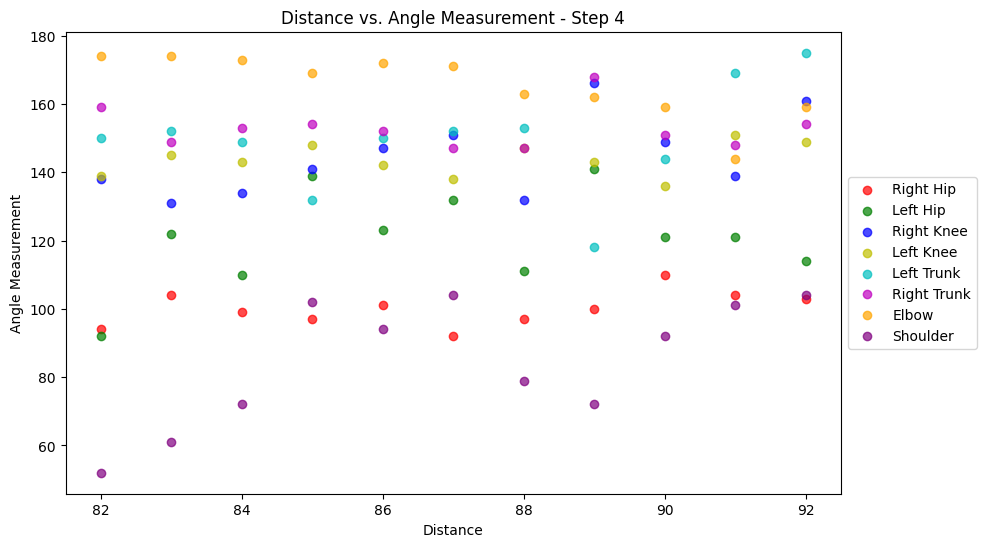 Distance vs. Angle Measurement - Step 4
180
160
140
120
100
80
60
Angle Measurement
82
84
86
88
90
92
Distance
Right Hip
Left Hip
Right Knee
Left Knee
Left Trunk
Right Trunk
Elbow
Shoulder